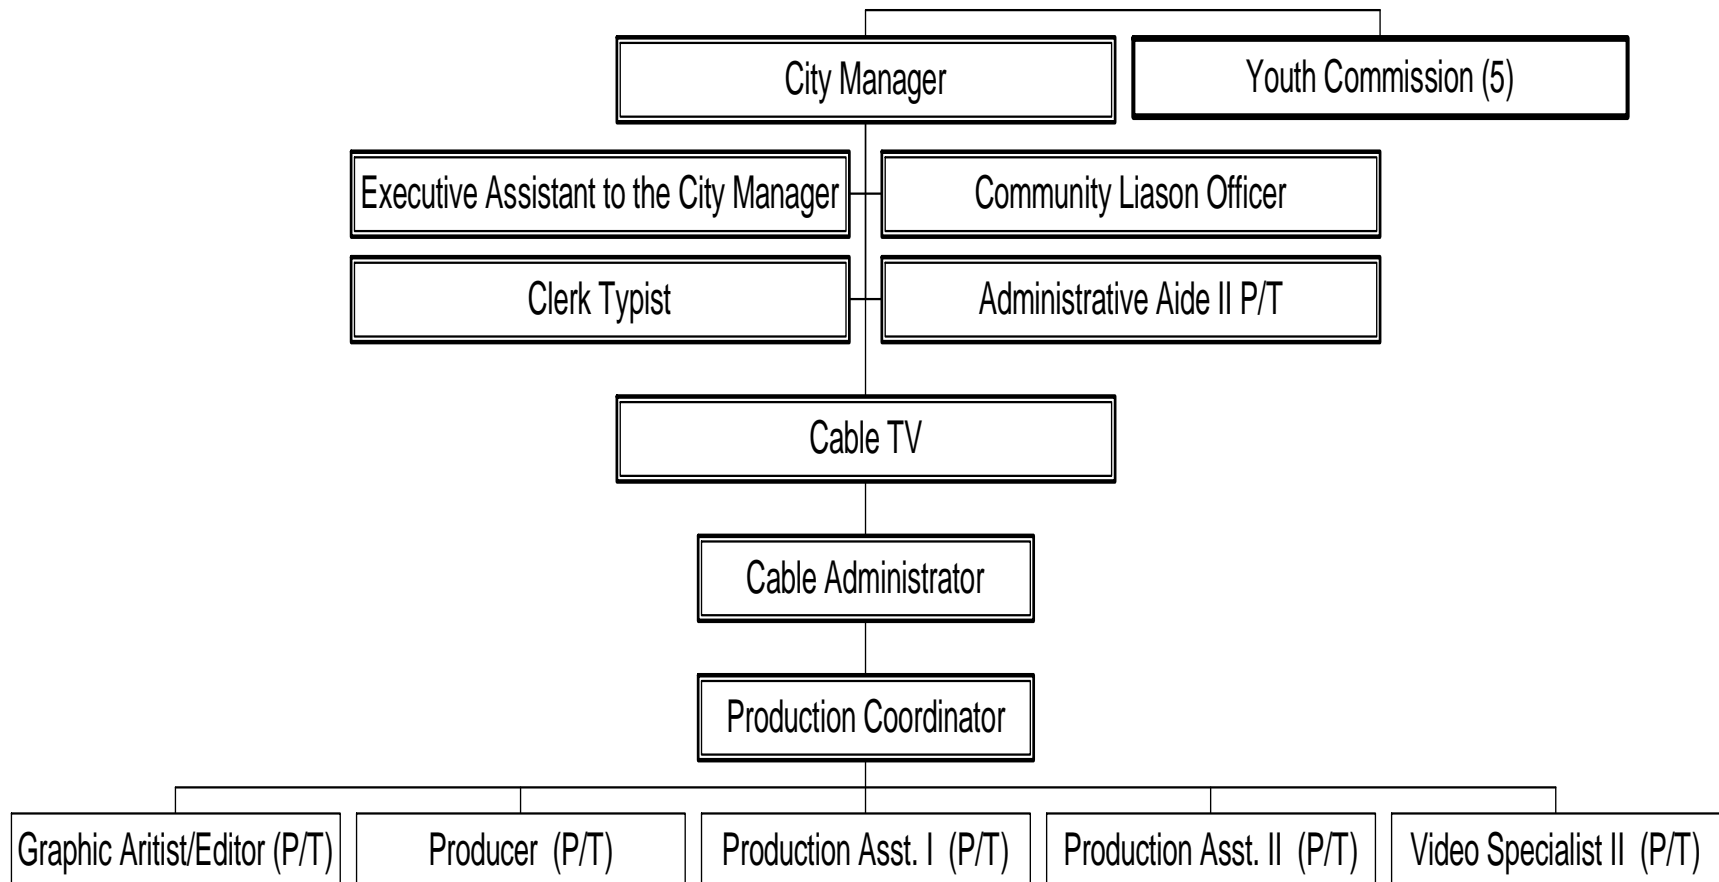 City Manager
Youth Commission (5)
Executive Assistant to the City Manager
Community Liason Officer
Clerk Typist
Administrative Aide II P/T
Cable TV
Cable Administrator
Production Coordinator
Graphic Aritist/Editor (P/T)
Producer (P/T)
Production Asst. I (P/T)
Production Asst. II (P/T)
Video Specialist II (P/T)